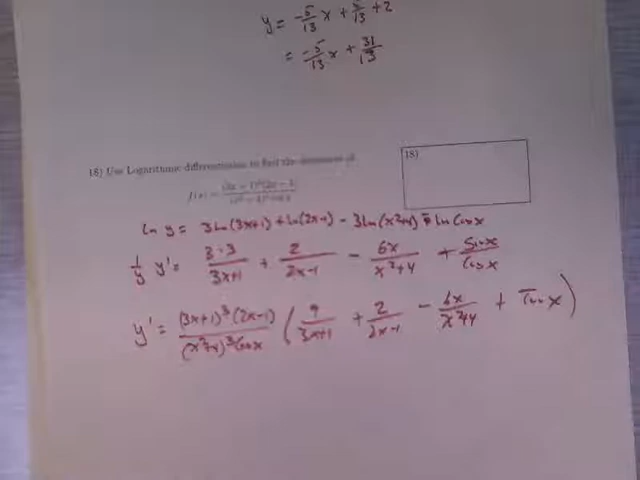 y = -5/13 x + 5/13 + 2
= -5/13 x + 31/13
18) Use Logarithmic differentiation to find the derivative of
18)
f(x) =
ln y = 3ln(3x+1) + ln(2x-1) - 3ln(x²+4) - ln Cos x
1/y y' = 3·3/3x+1 + 2/2x-1 - 6x/x²+4 + Sin x/Cos x
y' = (3x+1)³(2x-1)/(x²+4)³ Cos x ( 9/3x+1 + 2/2x-1 - 6x/x²+4 + Tan x )